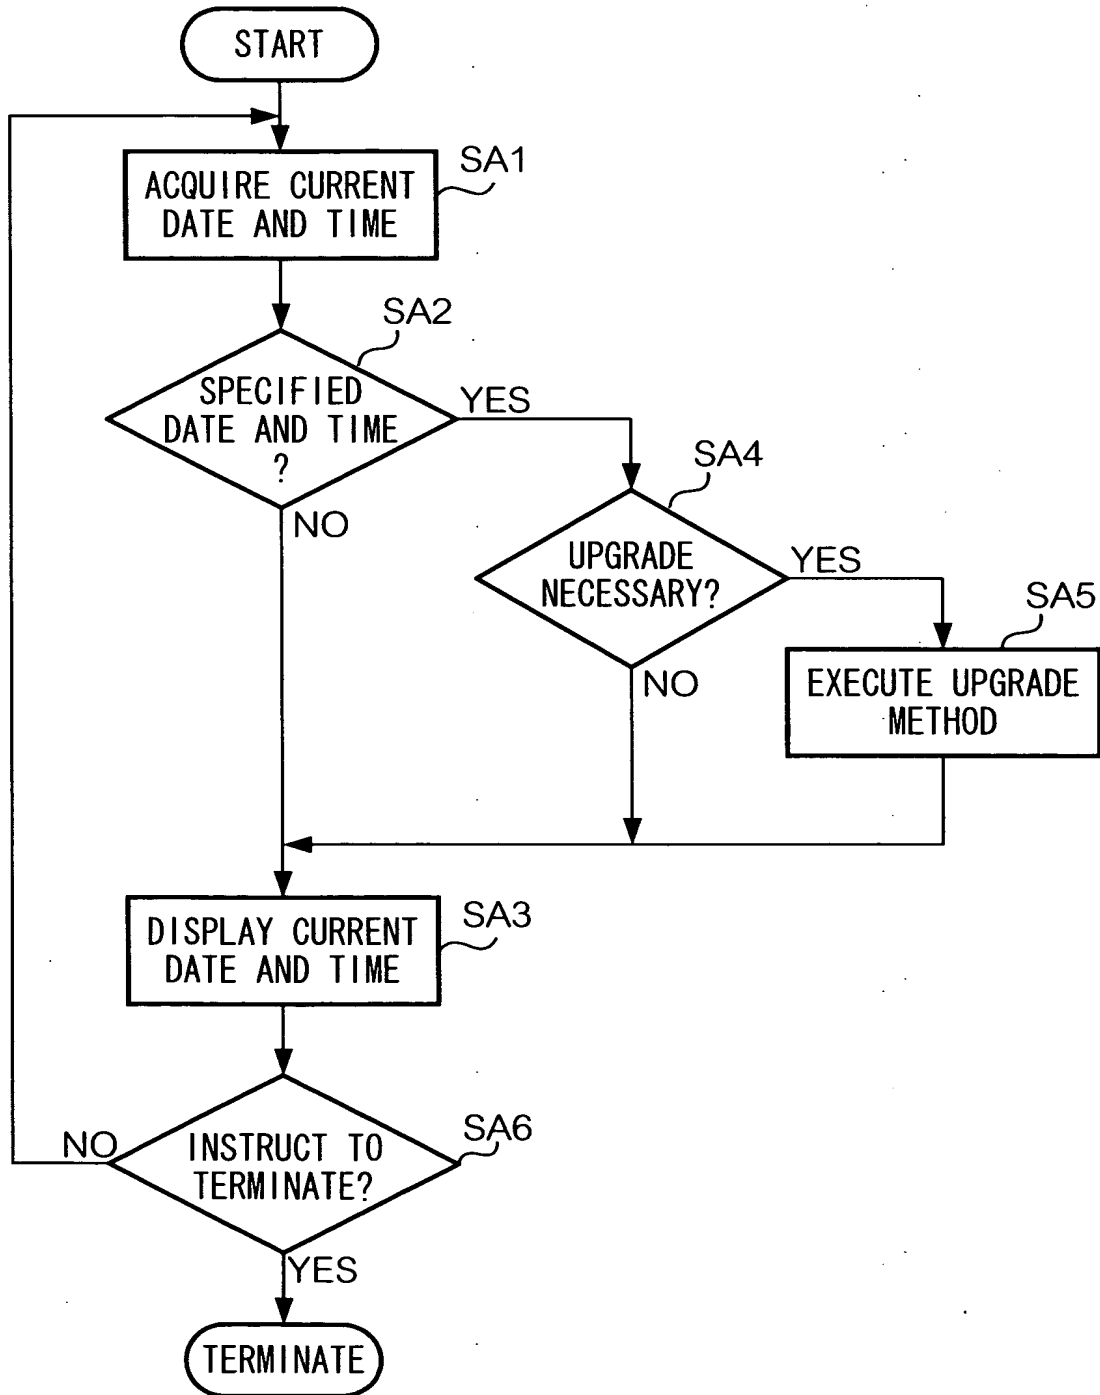 START
SA1
ACQUIRE CURRENT
DATE AND TIME
SA2
SPECIFIED
DATE AND TIME
?
YES
NO
SA4
UPGRADE
NECESSARY?
YES
NO
SA5
EXECUTE UPGRADE
METHOD
SA3
DISPLAY CURRENT
DATE AND TIME
SA6
INSTRUCT TO
TERMINATE?
NO
YES
TERMINATE